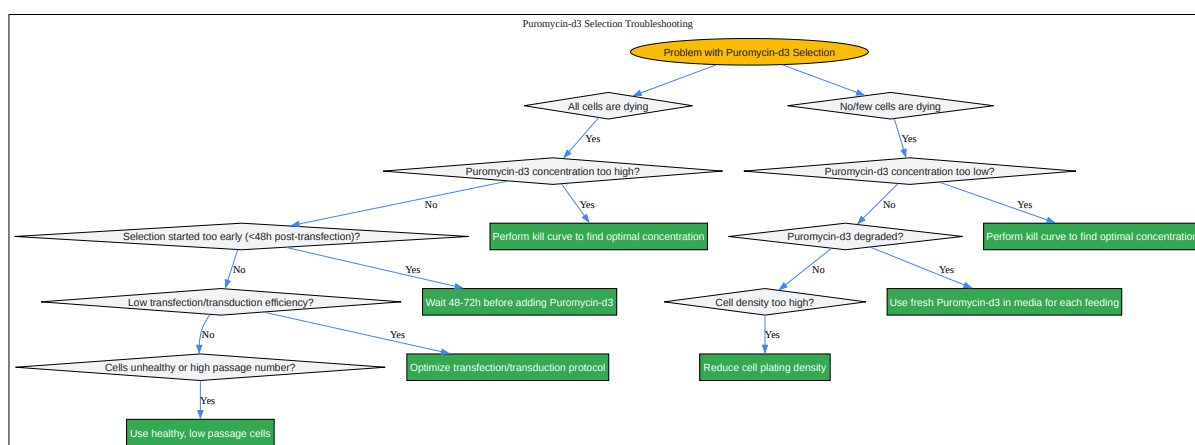 Puromycin-d3 Selection Troubleshooting
Problem with Puromycin-d3 Selection
All cells are dying
No/few cells are dying
Yes
Yes
Puromycin-d3 concentration too high?
Puromycin-d3 concentration too low?
No
Yes
No
Yes
Selection started too early (<48h post-transfection)?
Perform kill curve to find optimal concentration
Puromycin-d3 degraded?
Perform kill curve to find optimal concentration
No
Yes
No
Yes
Low transfection/transduction efficiency?
Wait 48-72h before adding Puromycin-d3
Cell density too high?
Use fresh Puromycin-d3 in media for each feeding
No
Yes
Yes
Cells unhealthy or high passage number?
Optimize transfection/transduction protocol
Reduce cell plating density
Yes
Use healthy, low passage cells